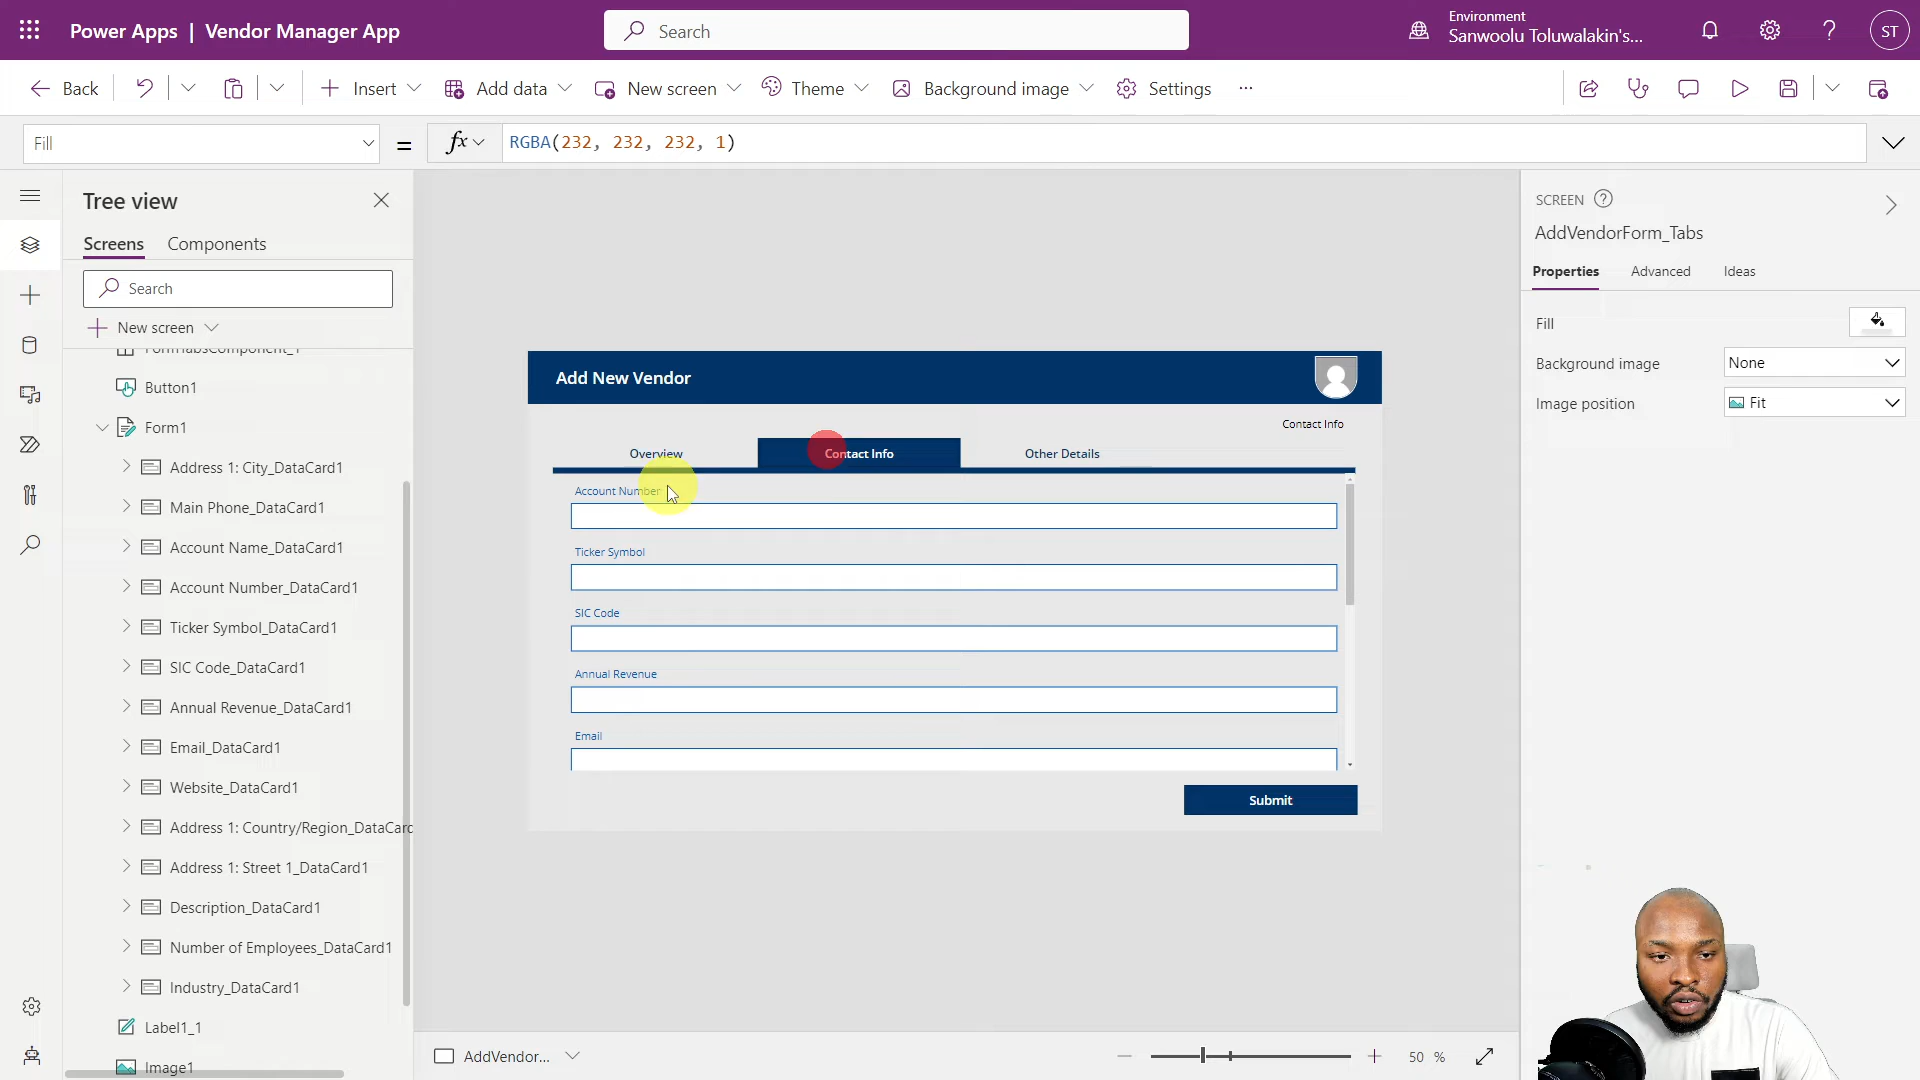 Power Apps | Vendor Manager App
Search
Environment
Sanwoolu Toluwalakin's...
ST
Back
Insert
Add data
New screen
Theme
Background image
Settings
...
Fill
=
fx
RGBA(232, 232, 232, 1)
Tree view
Screens
Components
Search
New screen
FormTabsComponent_1
Button1
Form1
Address 1: City_DataCard1
Main Phone_DataCard1
Account Name_DataCard1
Account Number_DataCard1
Ticker Symbol_DataCard1
SIC Code_DataCard1
Annual Revenue_DataCard1
Email_DataCard1
Website_DataCard1
Address 1: Country/Region_DataCard
Address 1: Street 1_DataCard1
Description_DataCard1
Number of Employees_DataCard1
Industry_DataCard1
Label1_1
Image1
Add New Vendor
Contact Info
Overview
Contact Info
Other Details
Account Number
Ticker Symbol
SIC Code
Annual Revenue
Email
Submit
AddVendor...
50 %
SCREEN
AddVendorForm_Tabs
Properties
Advanced
Ideas
Fill
Background image
None
Image position
Fit